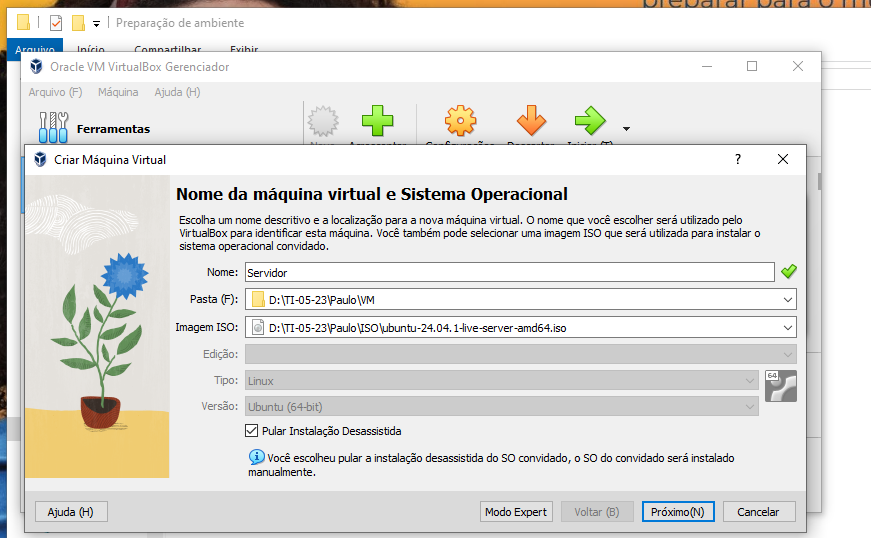 preparar para o
Preparação de ambiente
Arquivo Início Compartilhar Exibir
Oracle VM VirtualBox Gerenciador
Arquivo (F) Máquina Ajuda (H)
Ferramentas
Criar Máquina Virtual
Nome da máquina virtual e Sistema Operacional
Escolha um nome descritivo e a localização para a nova máquina virtual. O nome que você escolher será utilizado pelo
VirtualBox para identificar esta máquina. Você também pode selecionar uma imagem ISO que será utilizada para instalar o
sistema operacional convidado.
Nome: Servidor
Pasta (F): D:\TI-05-23\Paulo\VM
Imagem ISO: D:\TI-05-23\Paulo\ISO\ubuntu-24.04.1-live-server-amd64.iso
Edição:
Tipo: Linux
64
Versão: Ubuntu (64-bit)
Pular Instalação Desassistida
Você escolheu pular a instalação desassistida do SO convidado, o SO do convidado será instalado
manualmente.
Ajuda (H) Modo Expert Voltar (B) Próximo(N) Cancelar